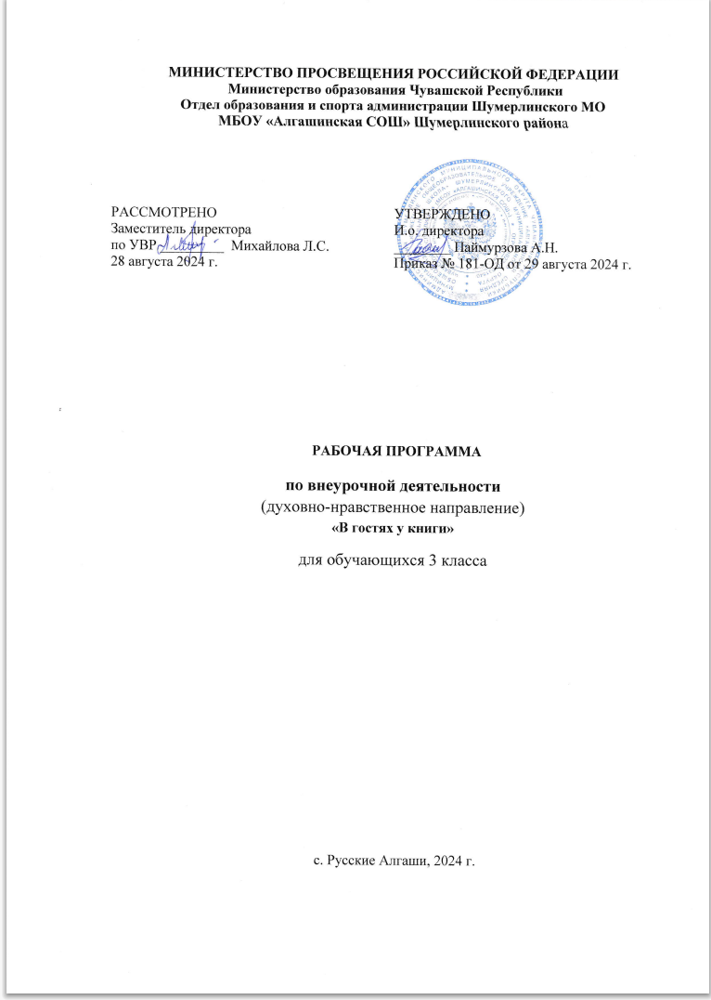 МИНИСТЕРСТВО ПРОСВЕЩЕНИЯ РОССИЙСКОЙ ФЕДЕРАЦИИ
Министерство образования Чувашской Республики
Отдел образования и спорта администрации Шумерлинского МО
МБОУ «Алгашинская СОШ» Шумерлинского района
РАССМОТРЕНО
Заместитель директора
по УВР__________ Михайлова Л.С.
28 августа 2024 г.
УТВЕРЖДЕНО
И.о. директора
________ Паймурзова А.Н.
Приказ № 181-ОД от 29 августа 2024 г.
РАБОЧАЯ ПРОГРАММА
по внеурочной деятельности
(духовно-нравственное направление)
«В гостях у книги»
для обучающихся 3 класса
с. Русские Алгаши, 2024 г.